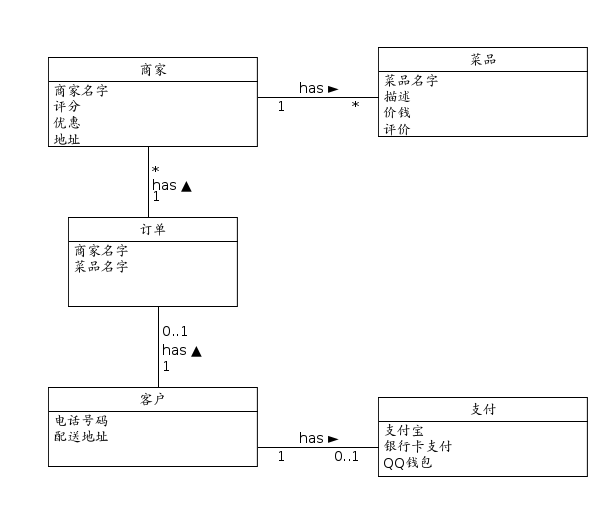 商家
商家名字
评分
优惠
地址
has ►
1
*
菜品
菜品名字
描述
价钱
评价
*
has ▲
1
订单
商家名字
菜品名字
0..1
has ▲
1
客户
电话号码
配送地址
has ►
1
0..1
支付
支付宝
银行卡支付
QQ钱包